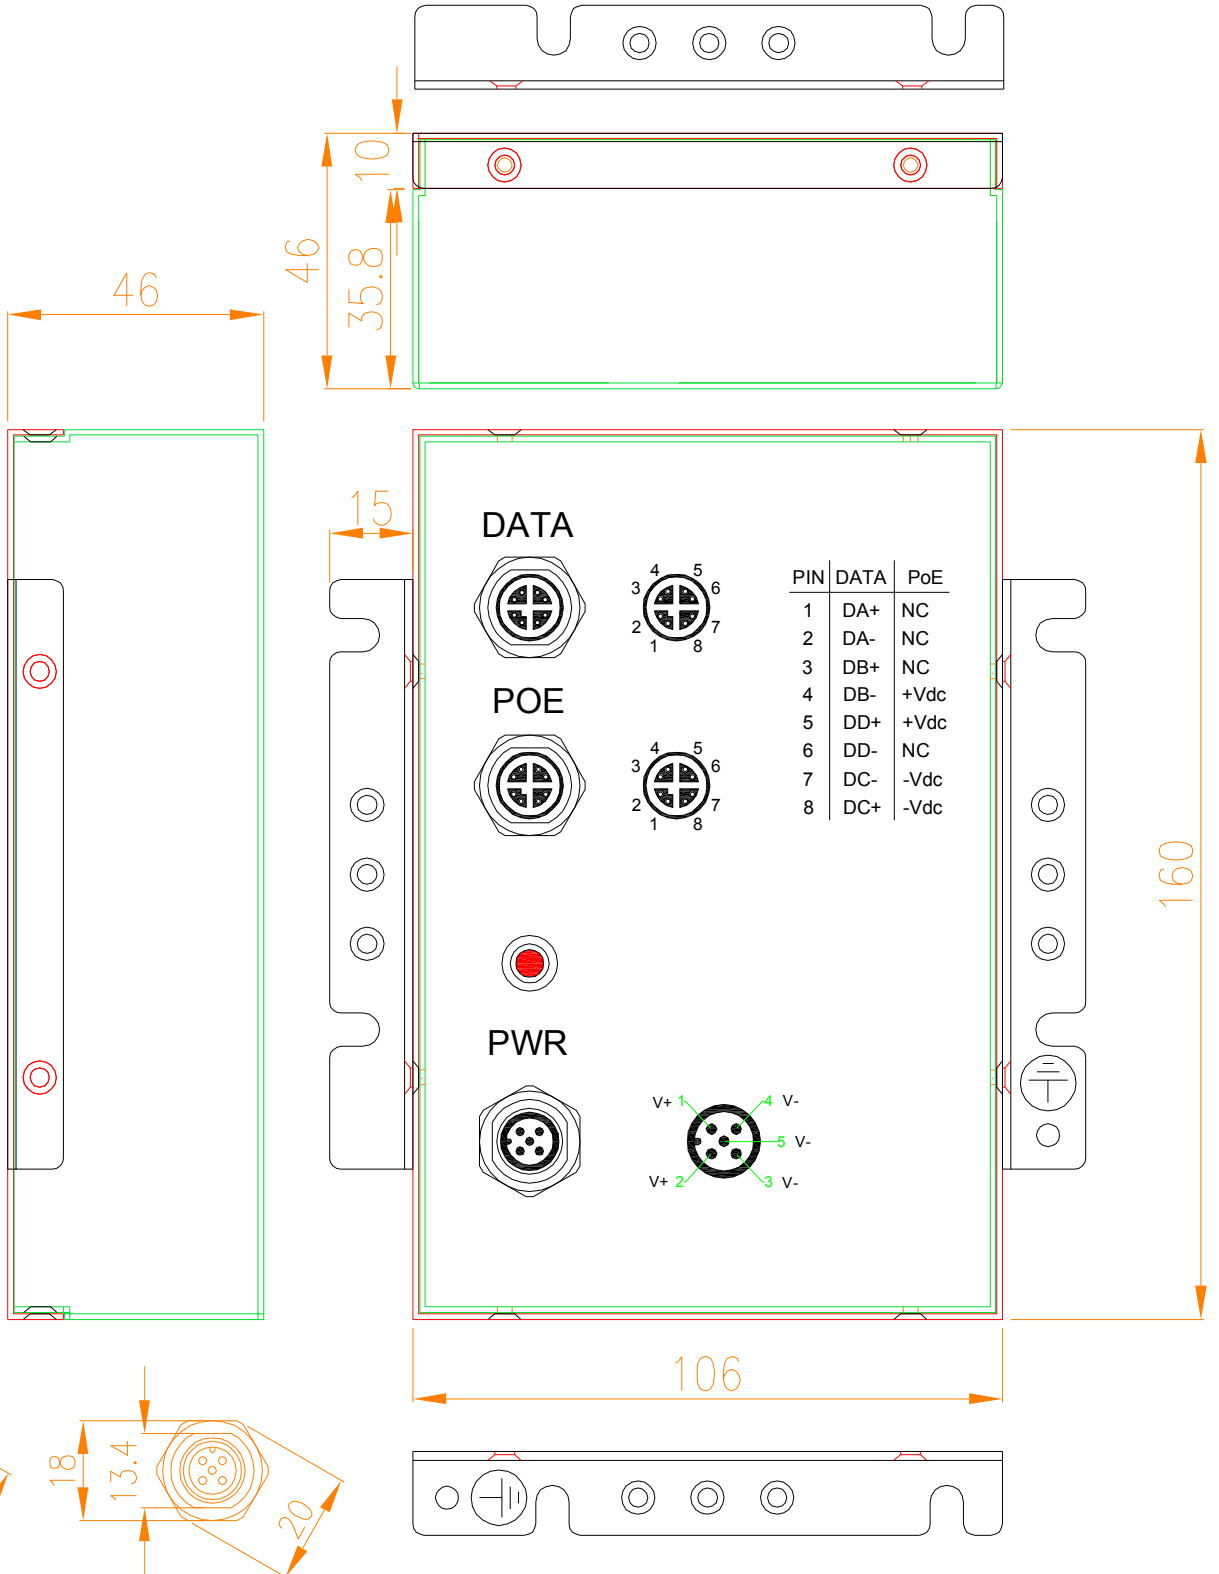 10
46
35.8
46
15
DATA
4 5
3 6
2 7
1 8
PIN DATA PoE
1 DA+ NC
2 DA- NC
3 DB+ NC
4 DB- +Vdc
5 DD+ +Vdc
6 DD- NC
7 DC- -Vdc
8 DC+ -Vdc
POE
4 5
3 6
2 7
1 8
160
PWR
V+ 1 4 V-
5 V-
V+ 2 3 V-
106
18
13.4
20